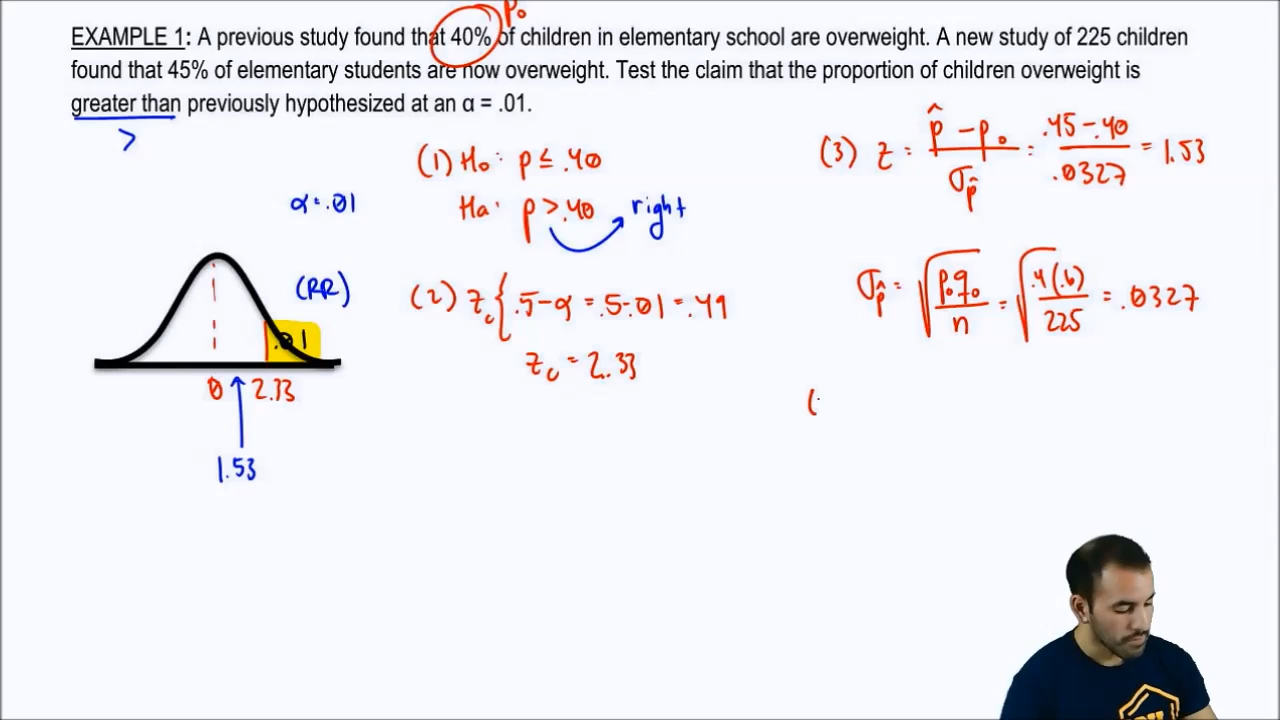 p₀
EXAMPLE 1: A previous study found that 40% of children in elementary school are overweight. A new study of 225 children
found that 45% of elementary students are now overweight. Test the claim that the proportion of children overweight is
greater than previously hypothesized at an α = .01.
>
α = .01
(1) H₀: p ≤ .40
Ha: p > .40 right
(2) z꜀ { .5 - α = .5 - .01 = .49
z꜀ = 2.33
(3) z = p̂ - p₀ / σp̂ = .45 - .40 / .0327 = 1.53
σp̂ = √(p₀q₀ / n) = √(.4(.6) / 225) = .0327
(RR)
.01
0 2.33
1.53
(